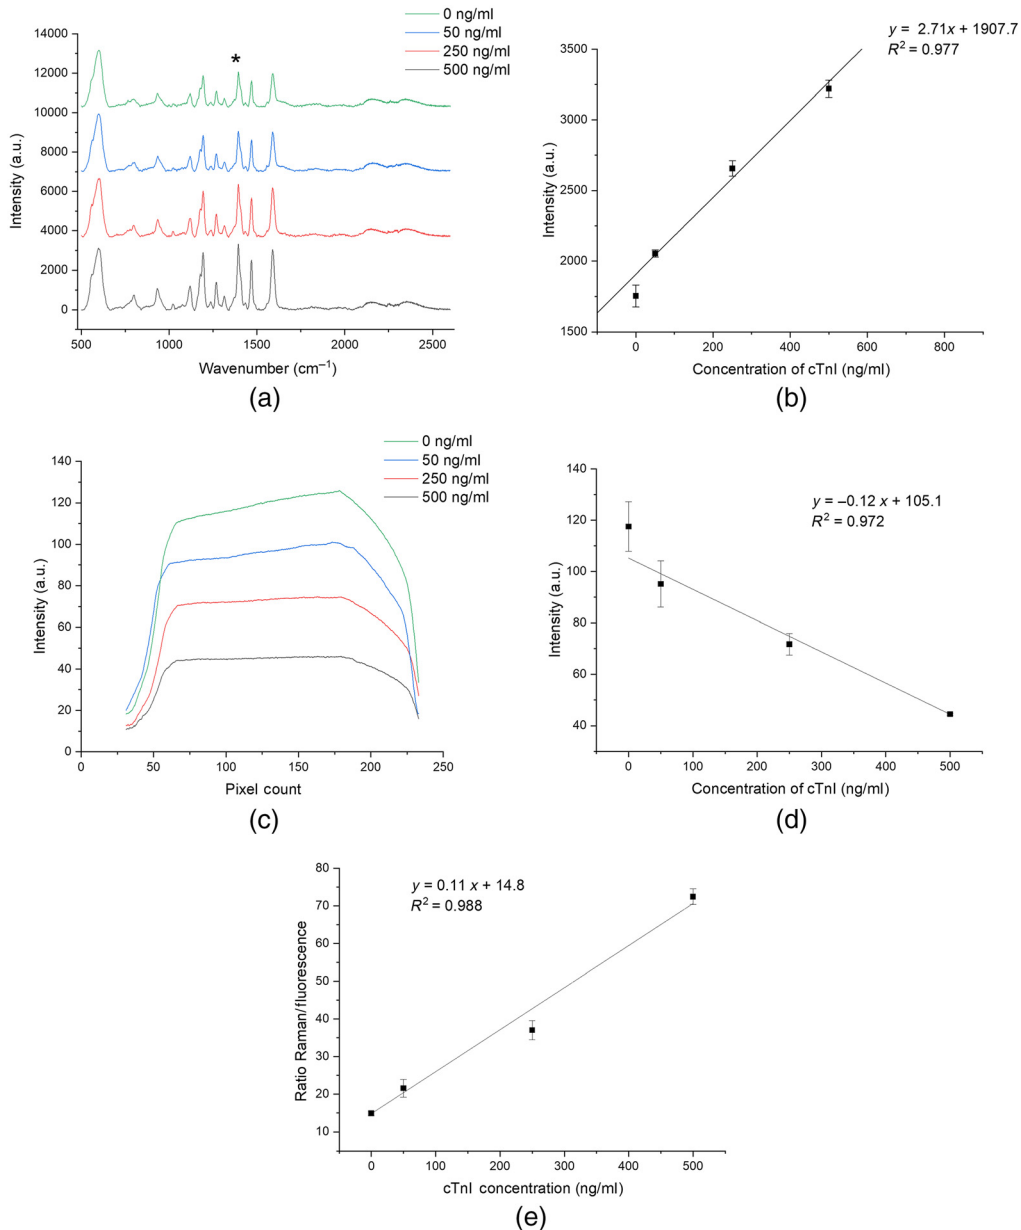 0 ng/ml
50 ng/ml
250 ng/ml
500 ng/ml
*
14000
12000
10000
8000
6000
4000
2000
0
Intensity (a.u.)
500
1000
1500
2000
2500
Wavenumber (cm⁻¹)
(a)
y = 2.71x + 1907.7
R² = 0.977
3500
3000
2500
2000
1500
Intensity (a.u.)
0
200
400
600
800
Concentration of cTnI (ng/ml)
(b)
0 ng/ml
50 ng/ml
250 ng/ml
500 ng/ml
140
120
100
80
60
40
20
0
Intensity (a.u.)
0
50
100
150
200
250
Pixel count
(c)
y = –0.12 x + 105.1
R² = 0.972
140
120
100
80
60
40
Intensity (a.u.)
0
100
200
300
400
500
Concentration of cTnI (ng/ml)
(d)
y = 0.11 x + 14.8
R² = 0.988
80
70
60
50
40
30
20
10
Ratio Raman/fluorescence
0
100
200
300
400
500
cTnI concentration (ng/ml)
(e)